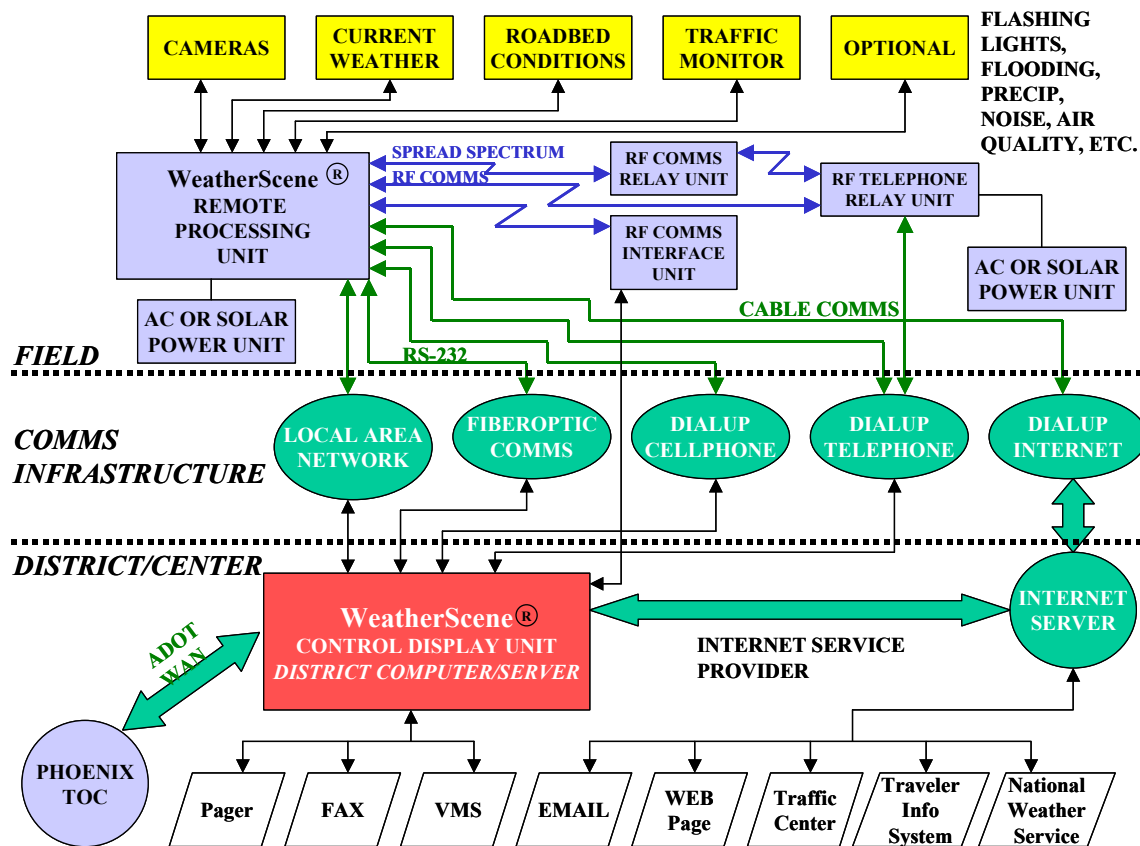 CAMERAS
CURRENT
WEATHER
ROADBED
CONDITIONS
TRAFFIC
MONITOR
OPTIONAL
FLASHING
LIGHTS,
FLOODING,
PRECIP,
NOISE, AIR
QUALITY, ETC.
WeatherScene ®
REMOTE
PROCESSING
UNIT
SPREAD SPECTRUM
RF COMMS
RF COMMS
RELAY UNIT
RF TELEPHONE
RELAY UNIT
RF COMMS
INTERFACE
UNIT
AC OR SOLAR
POWER UNIT
AC OR SOLAR
POWER UNIT
CABLE COMMS
RS-232
FIELD
COMMS
INFRASTRUCTURE
LOCAL AREA
NETWORK
FIBEROPTIC
COMMS
DIALUP
CELLPHONE
DIALUP
TELEPHONE
DIALUP
INTERNET
DISTRICT/CENTER
WeatherScene®
CONTROL DISPLAY UNIT
DISTRICT COMPUTER/SERVER
INTERNET
SERVER
INTERNET SERVICE
PROVIDER
ADOT
WAN
PHOENIX
TOC
Pager
FAX
VMS
EMAIL
WEB
Page
Traffic
Center
Traveler
Info
System
National
Weather
Service